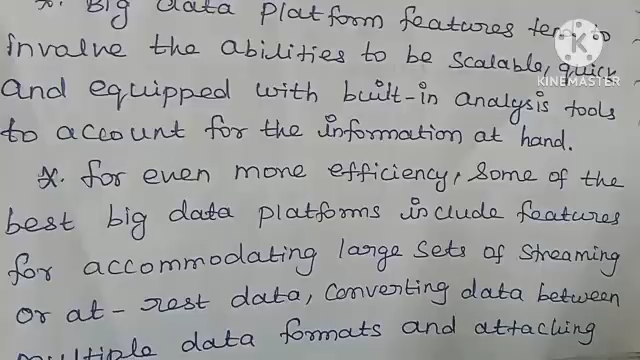 *. Big data platform features tend to
involve the abilities to be scalable, quick
KINEMASTER
and equipped with built-in analysis tools
to account for the information at hand.
*. for even more efficiency, some of the
best big data platforms include features
for accommodating large sets of streaming
or at-rest data, converting data between
multiple data formats and attaching